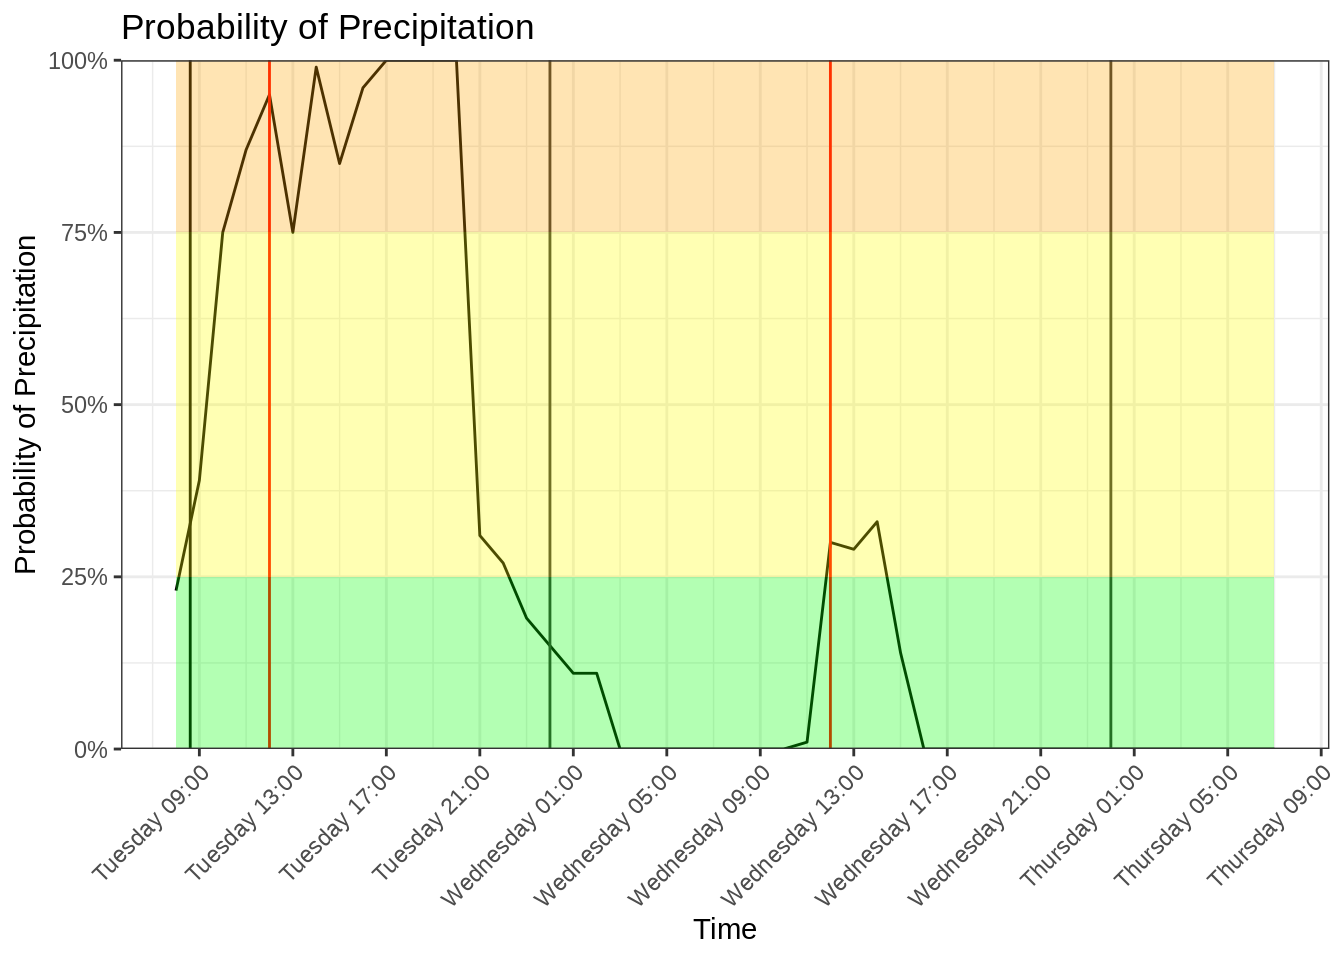 Probability of Precipitation
Probability of Precipitation
100%
75%
50%
25%
0%
Tuesday 09:00
Tuesday 13:00
Tuesday 17:00
Tuesday 21:00
Wednesday 01:00
Wednesday 05:00
Wednesday 09:00
Wednesday 13:00
Wednesday 17:00
Wednesday 21:00
Thursday 01:00
Thursday 05:00
Thursday 09:00
Time